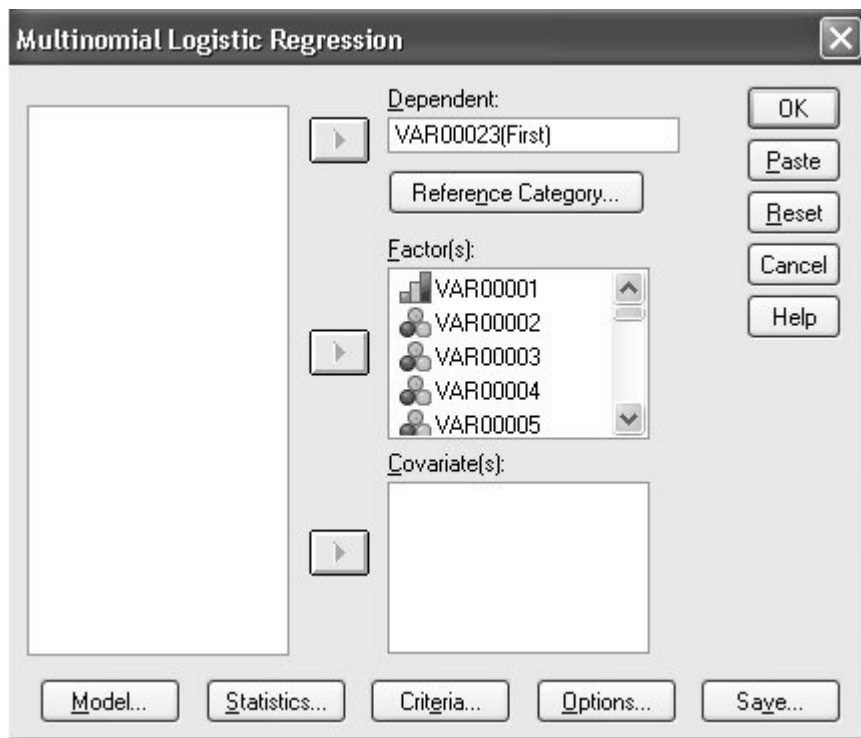 Multinomial Logistic Regression
Dependent:
VAR00023(First)
Reference Category...
Factor(s):
VAR00001
VAR00002
VAR00003
VAR00004
VAR00005
Covariate(s):
OK
Paste
Reset
Cancel
Help
Model...
Statistics...
Criteria...
Options...
Save...